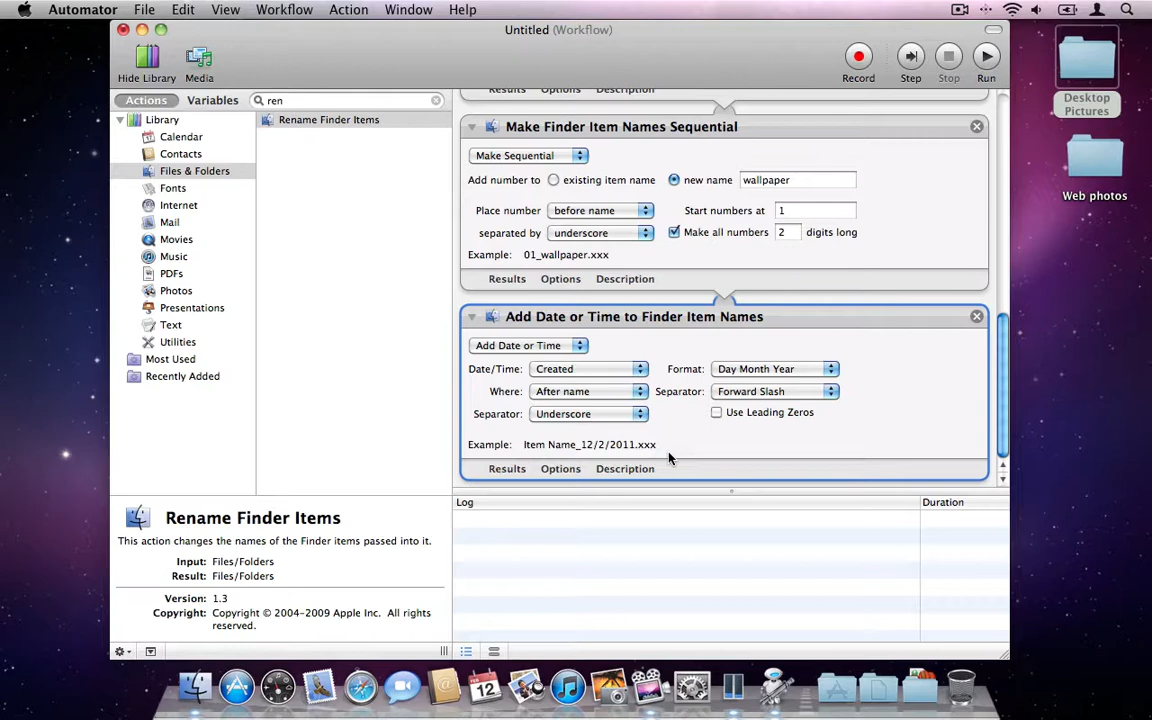 Automator File Edit View Workflow Action Window Help
Untitled (Workflow)
Hide Library Media Record Step Stop Run
Actions Variables ren
Library
Calendar
Contacts
Files & Folders
Fonts
Internet
Mail
Movies
Music
PDFs
Photos
Presentations
Text
Utilities
Most Used
Recently Added
Rename Finder Items
Results Options Description
Make Finder Item Names Sequential
Make Sequential
Add number to existing item name new name wallpaper
Place number before name Start numbers at 1
separated by underscore Make all numbers 2 digits long
Example: 01_wallpaper.xxx
Results Options Description
Add Date or Time to Finder Item Names
Add Date or Time
Date/Time: Created Format: Day Month Year
Where: After name Separator: Forward Slash
Separator: Underscore Use Leading Zeros
Example: Item Name_12/2/2011.xxx
Results Options Description
Log Duration
Rename Finder Items
This action changes the names of the Finder items passed into it.
Input: Files/Folders
Result: Files/Folders
Version: 1.3
Copyright: Copyright © 2004-2009 Apple Inc. All rights
reserved.
Desktop
Pictures
Web photos
FEB
12